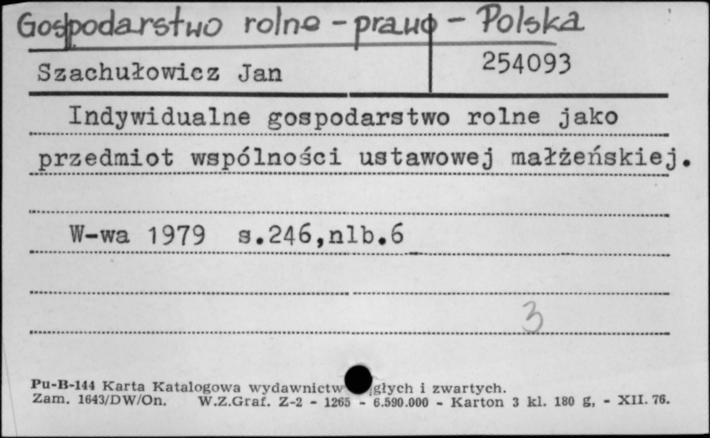 Gospodarstwo rolne - prawo - Polska
Szachułowicz Jan 254093
Indywidualne gospodarstwo rolne jako
przedmiot wspólności ustawowej małżeńskiej.
W-wa 1979 s.246,nlb.6
3
Pu-B-144 Karta Katalogowa wydawnictw głych i zwartych.
Zam. 1643/DW/On. W.Z.Graf. Z-2 - 1265 - 6.590.000 - Karton 3 kl. 180 g, - XII. 76.